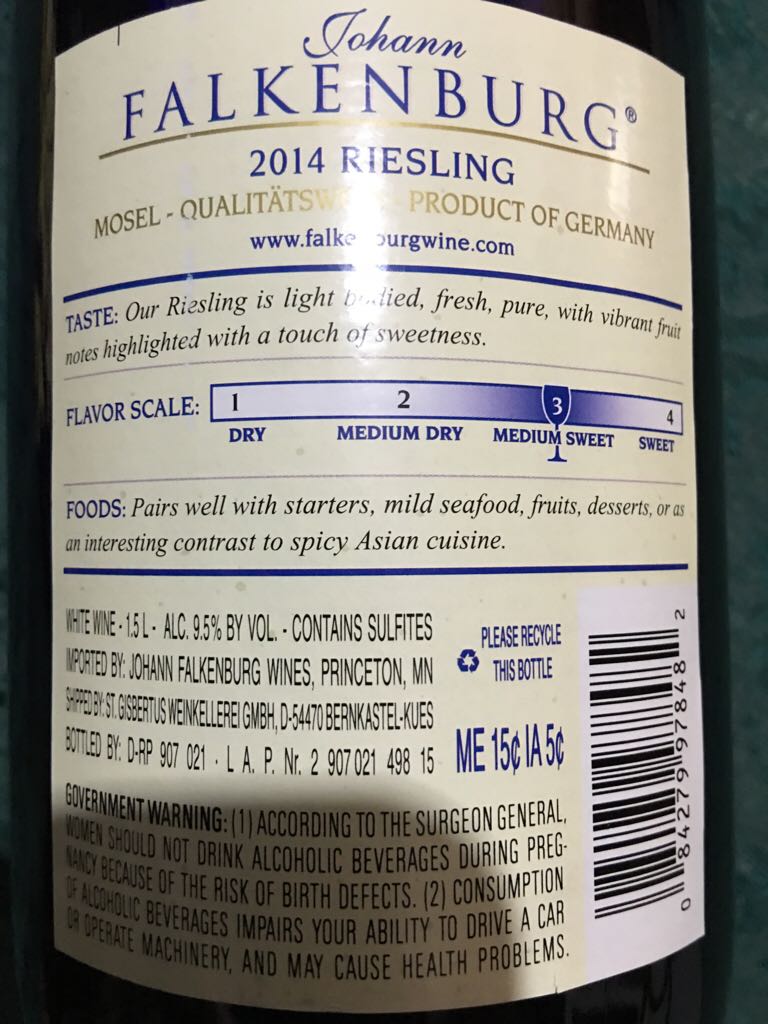 Johann
FALKENBURG®
2014 RIESLING
MOSEL - - PRODUCT OF GERMANY
TASTE: Our Riesling is light bodied, fresh, pure, with vibrant fruit
notes highlighted with a touch of sweetness.
FLAVOR SCALE: 1 2 3 4
DRY MEDIUM DRY MEDIUM SWEET SWEET
FOODS: Pairs well with starters, mild seafood, fruits, desserts, or as
an interesting contrast to spicy Asian cuisine.
WHITE WINE - 1.5 L - ALC. 9.5% BY VOL. - CONTAINS SULFITES
IMPORTED BY: JOHANN FALKENBURG WINES, PRINCETON, MN
SHIPPED BY: ST. GISBERTUS WEINKELLEREI GMBH, D-54470 BERNKASTEL-KUES
BOTTLED BY: D-RP 907 021 · L A. P. Nr. 2 907 021 498 15
PLEASE RECYCLE
THIS BOTTLE
ME 15¢ IA 5¢
GOVERNMENT WARNING: (1) ACCORDING TO THE SURGEON GENERAL,
WOMEN SHOULD NOT DRINK ALCOHOLIC BEVERAGES DURING PREG-
NANCY BECAUSE OF THE RISK OF BIRTH DEFECTS. (2) CONSUMPTION
OF ALCOHOLIC BEVERAGES IMPAIRS YOUR ABILITY TO DRIVE A CAR
OR OPERATE MACHINERY, AND MAY CAUSE HEALTH PROBLEMS.
0 84279 97848 2